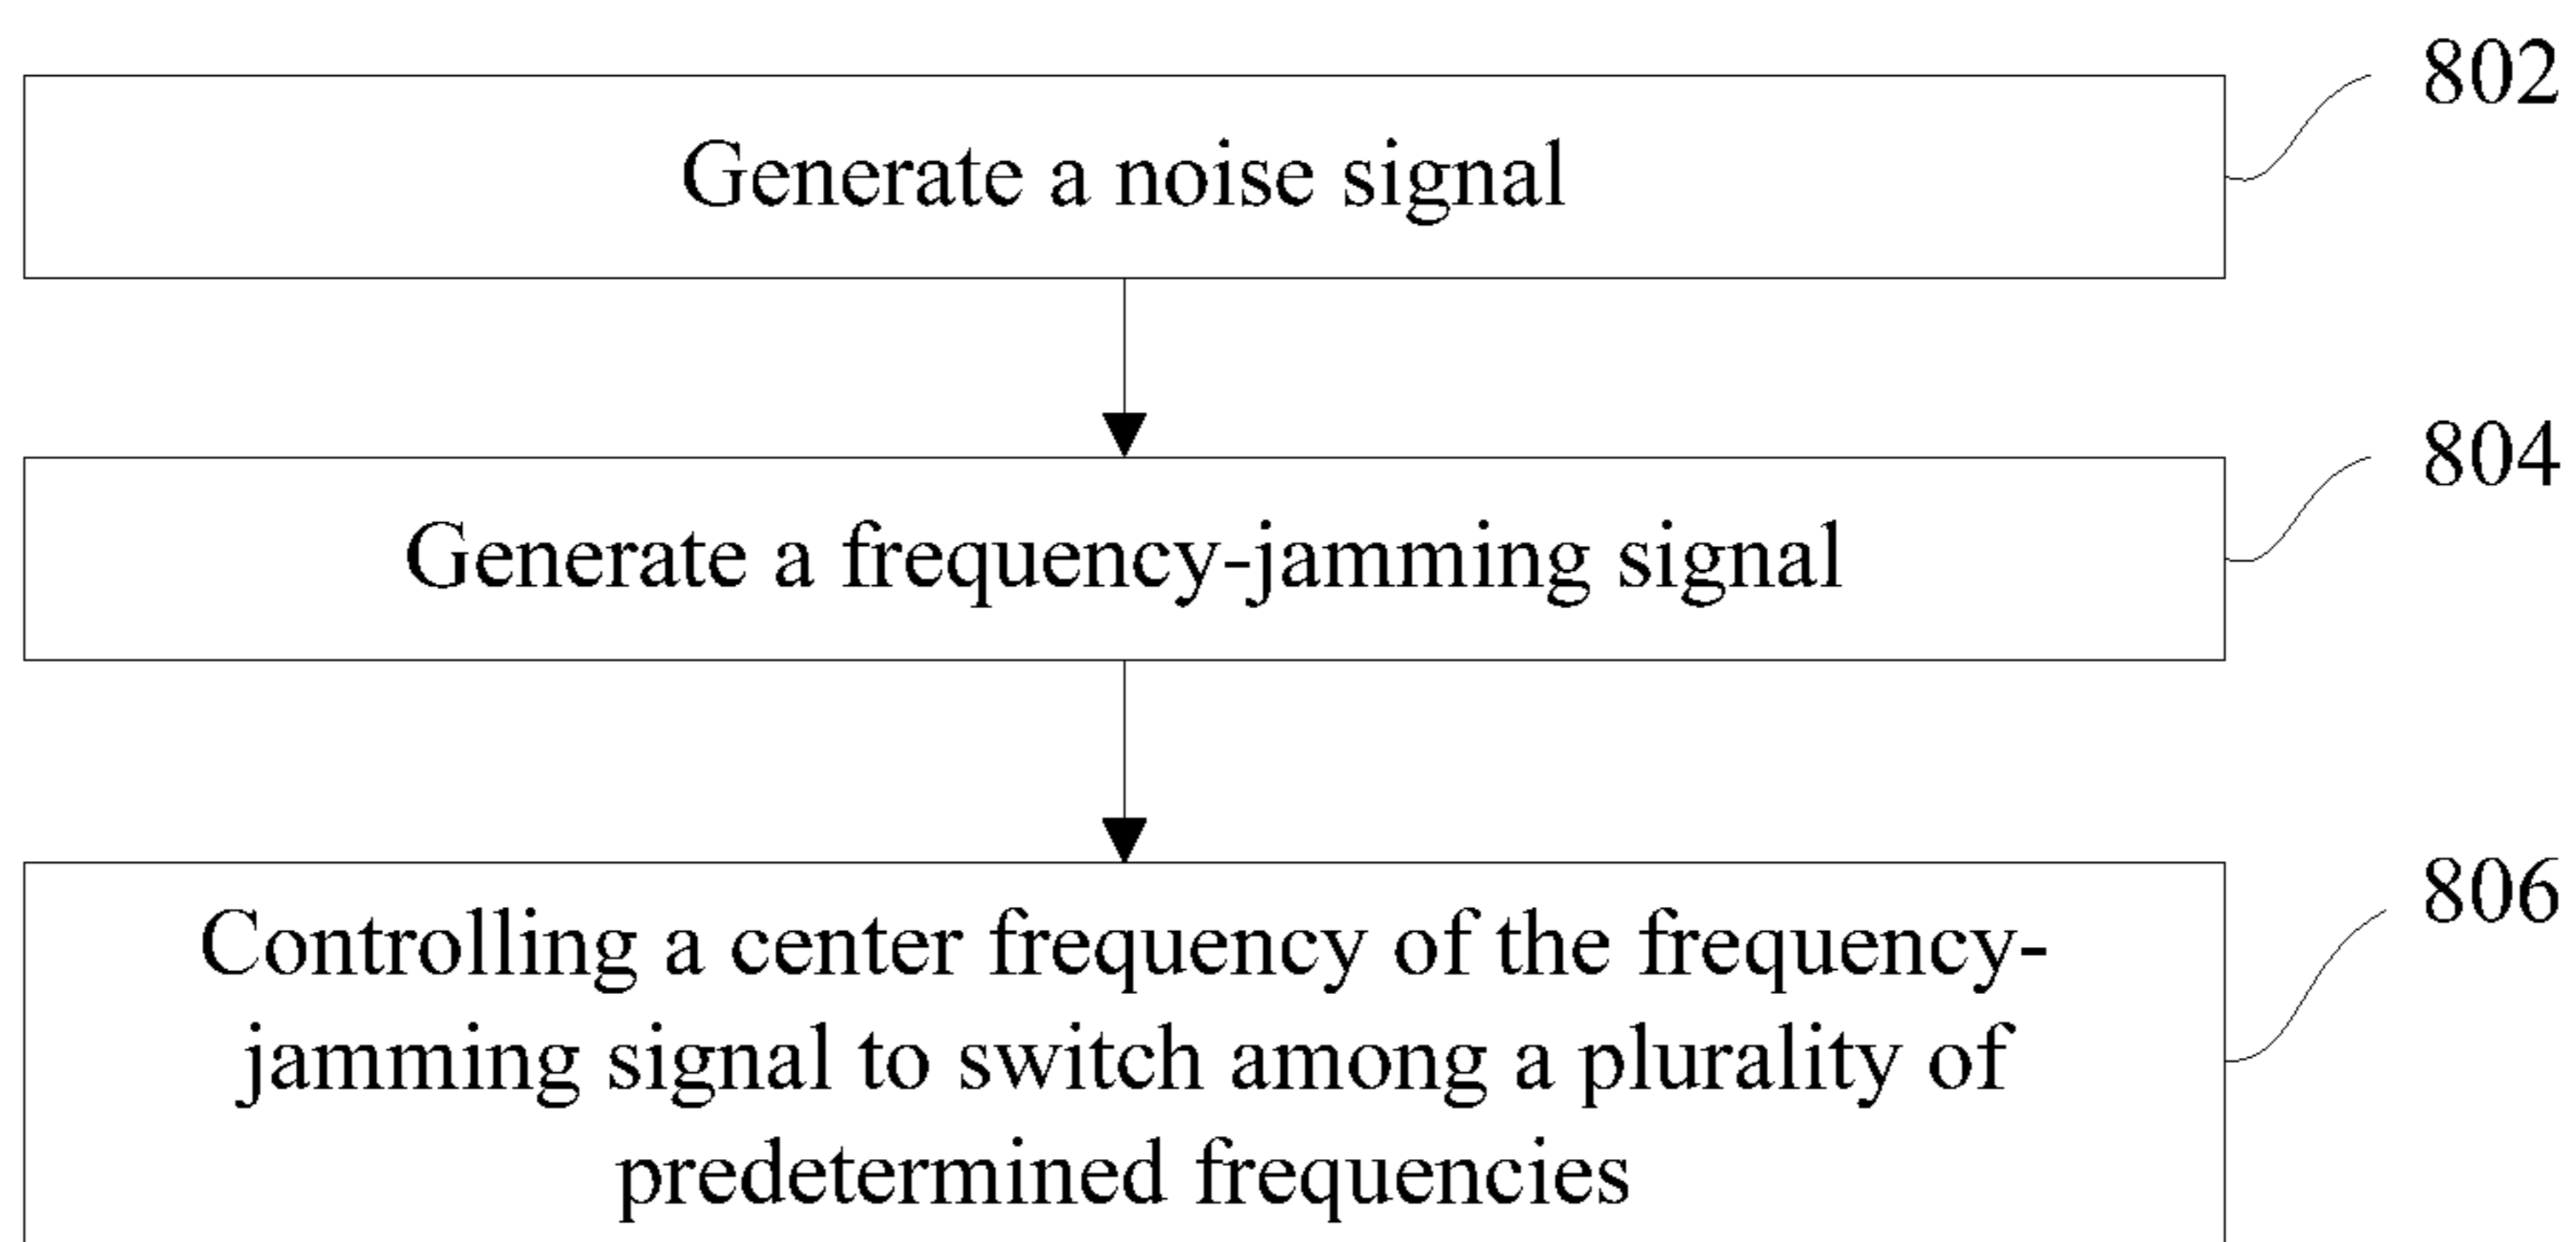 802
Generate a noise signal
804
Generate a frequency-jamming signal
806
Controlling a center frequency of the frequency-
jamming signal to switch among a plurality of
predetermined frequencies